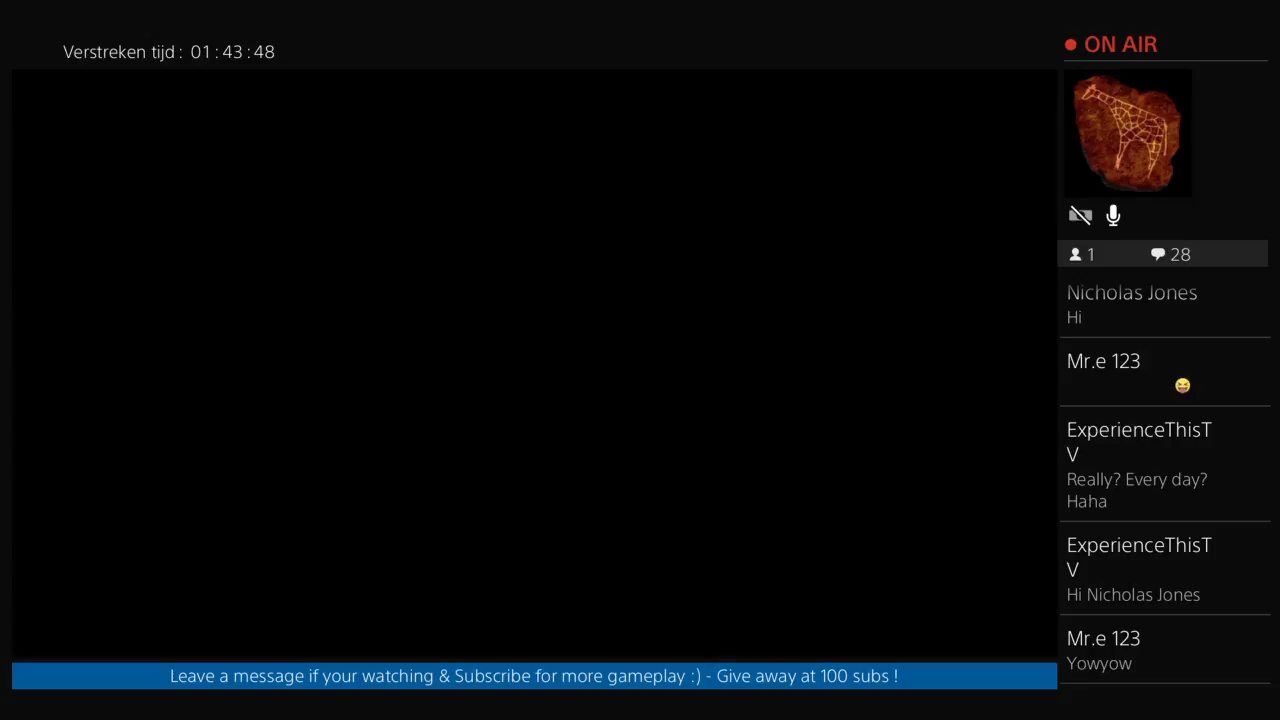 Verstreken tijd : 01 : 43 : 48
ON AIR
1 28
Nicholas Jones
Hi
Mr.e 123
😆
ExperienceThisT
V
Really? Every day?
Haha
ExperienceThisT
V
Hi Nicholas Jones
Mr.e 123
Yowyow
Leave a message if your watching & Subscribe for more gameplay :) - Give away at 100 subs !